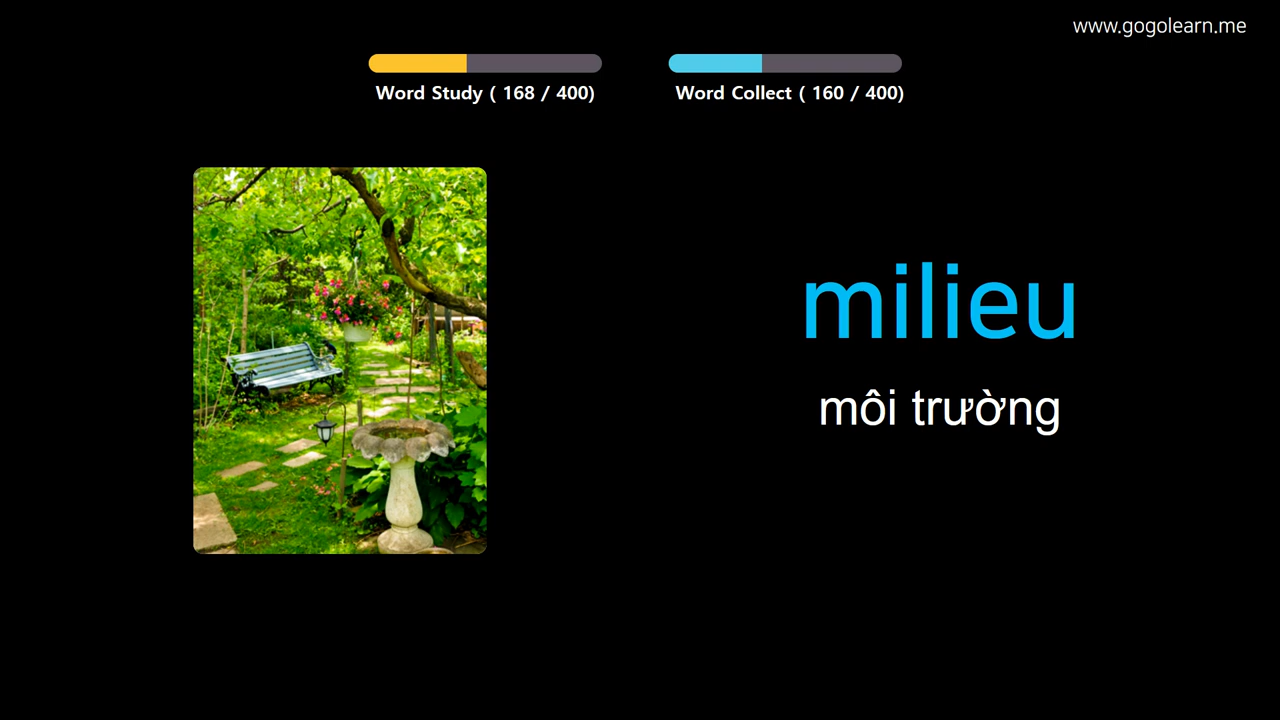 www.gogolearn.me
Word Study ( 168 / 400)
Word Collect ( 160 / 400)
milieu
môi trường